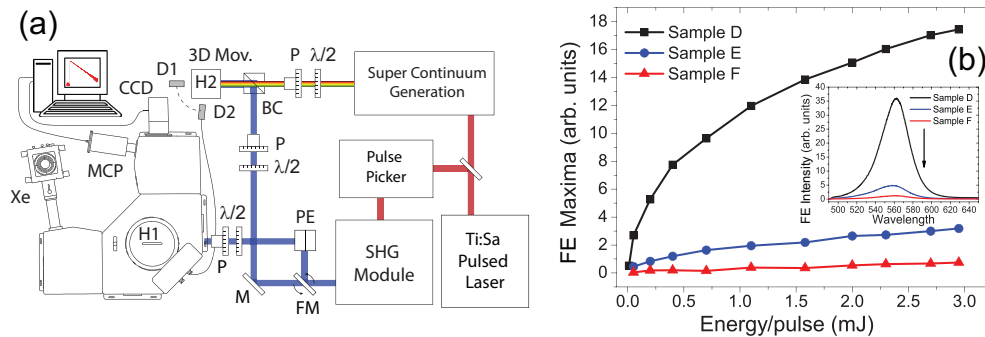 (a)
3D Mov.
P
λ/2
D1
H2
Super Continuum
Generation
CCD
D2
BC
MCP
P
Pulse
Picker
Xe
λ/2
λ/2
PE
H1
SHG
Module
Ti:Sa
Pulsed
Laser
P
M
FM
(b)
FE Maxima (arb. units)
18
16
14
12
10
8
6
4
2
0
Sample D
Sample E
Sample F
0.0 0.5 1.0 1.5 2.0 2.5 3.0
Energy/pulse (mJ)
FE Intensity (arb. units)
40
35
30
25
20
15
10
5
0
Sample D
Sample E
Sample F
500 520 540 560 580 600 620 640
Wavelength